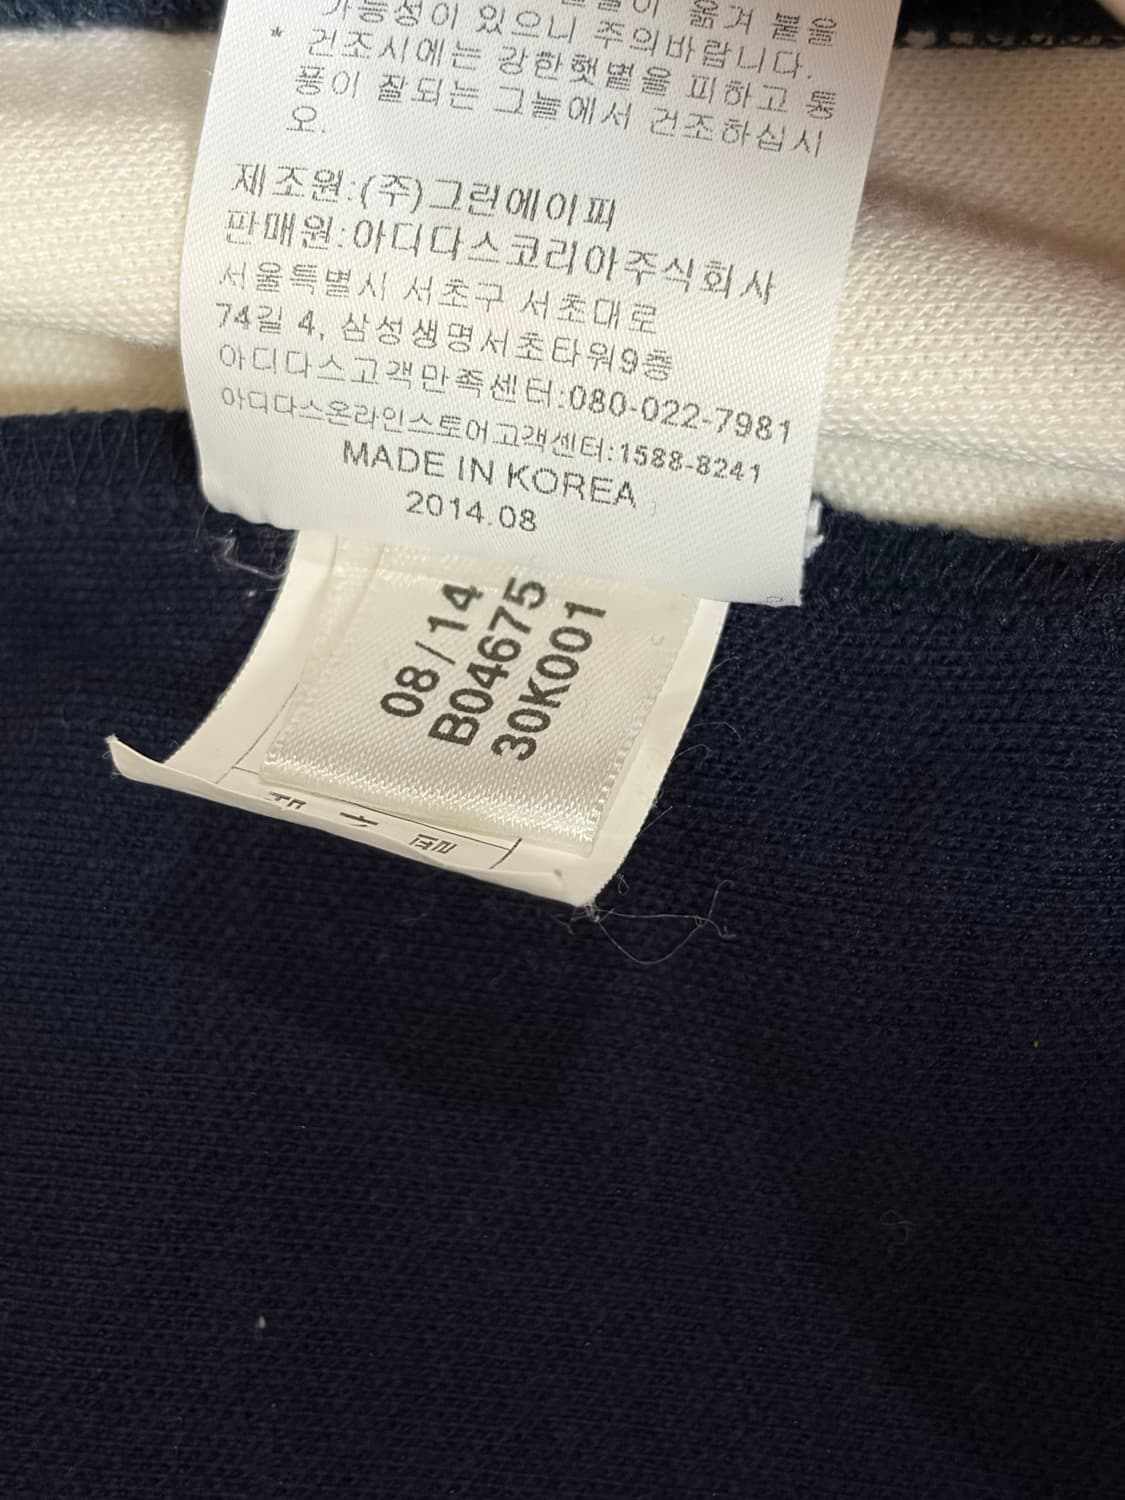 옮겨 붙을
가능성이 있으니 주의바랍니다.
* 건조시에는 강한햇볕을 피하고 통
풍이 잘되는 그늘에서 건조하십시
오.
제조원:(주)그린에이피
판매원:아디다스코리아주식회사
서울특별시 서초구 서초대로
74길 4, 삼성생명서초타워9층
아디다스고객만족센터:080-022-7981
아디다스온라인스토어고객센터:1588-8241
MADE IN KOREA
2014.08
08/14
B04675
30K001